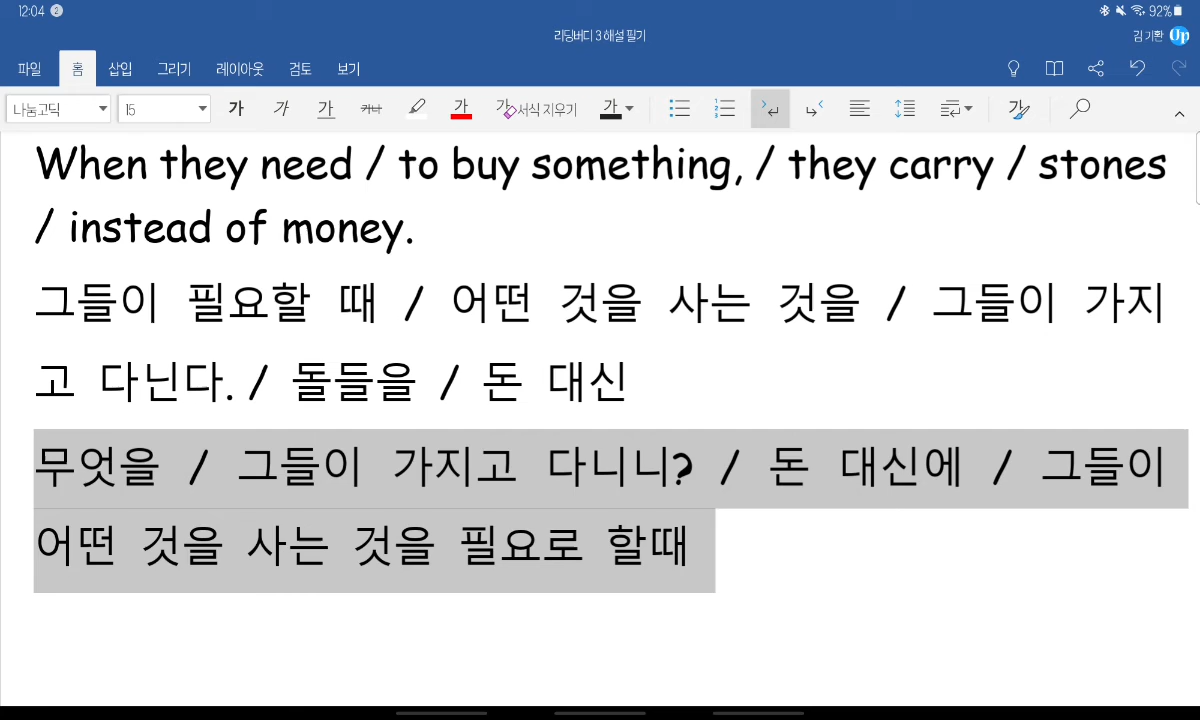 12:04 2 92%
리딩버디 3 해설 필기
김 기환 Up
파일 홈 삽입 그리기 레이아웃 검토 보기
나눔고딕 15 가 가 가 가나 가 가 서식 지우기 가 가
When they need / to buy something, / they carry / stones
/ instead of money.
그들이 필요할 때 / 어떤 것을 사는 것을 / 그들이 가지
고 다닌다. / 돌들을 / 돈 대신
무엇을 / 그들이 가지고 다니니? / 돈 대신에 / 그들이
어떤 것을 사는 것을 필요로 할때